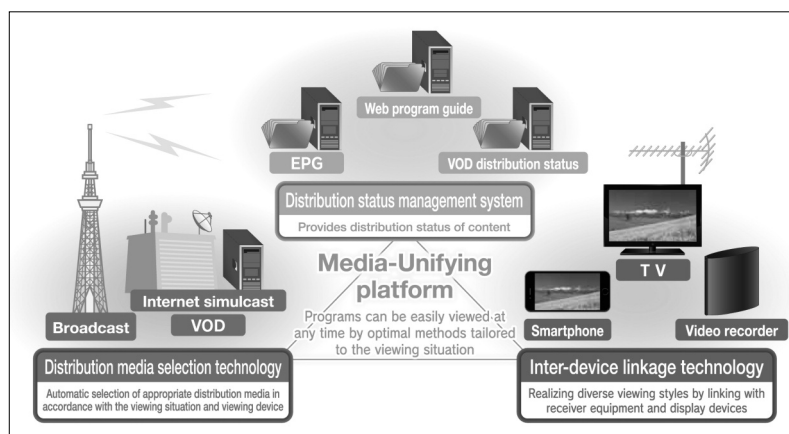 Web program guide
EPG
VOD distribution status
Distribution status management system
Provides distribution status of content
Media-Unifying
platform
Programs can be easily viewed at
any time by optimal methods tailored
to the viewing situation
Internet simulcast
Broadcast
VOD
Distribution media selection technology
Automatic selection of appropriate distribution media in
accordance with the viewing situation and viewing device
TV
Smartphone
Video recorder
Inter-device linkage technology
Realizing diverse viewing styles by linking with
receiver equipment and display devices